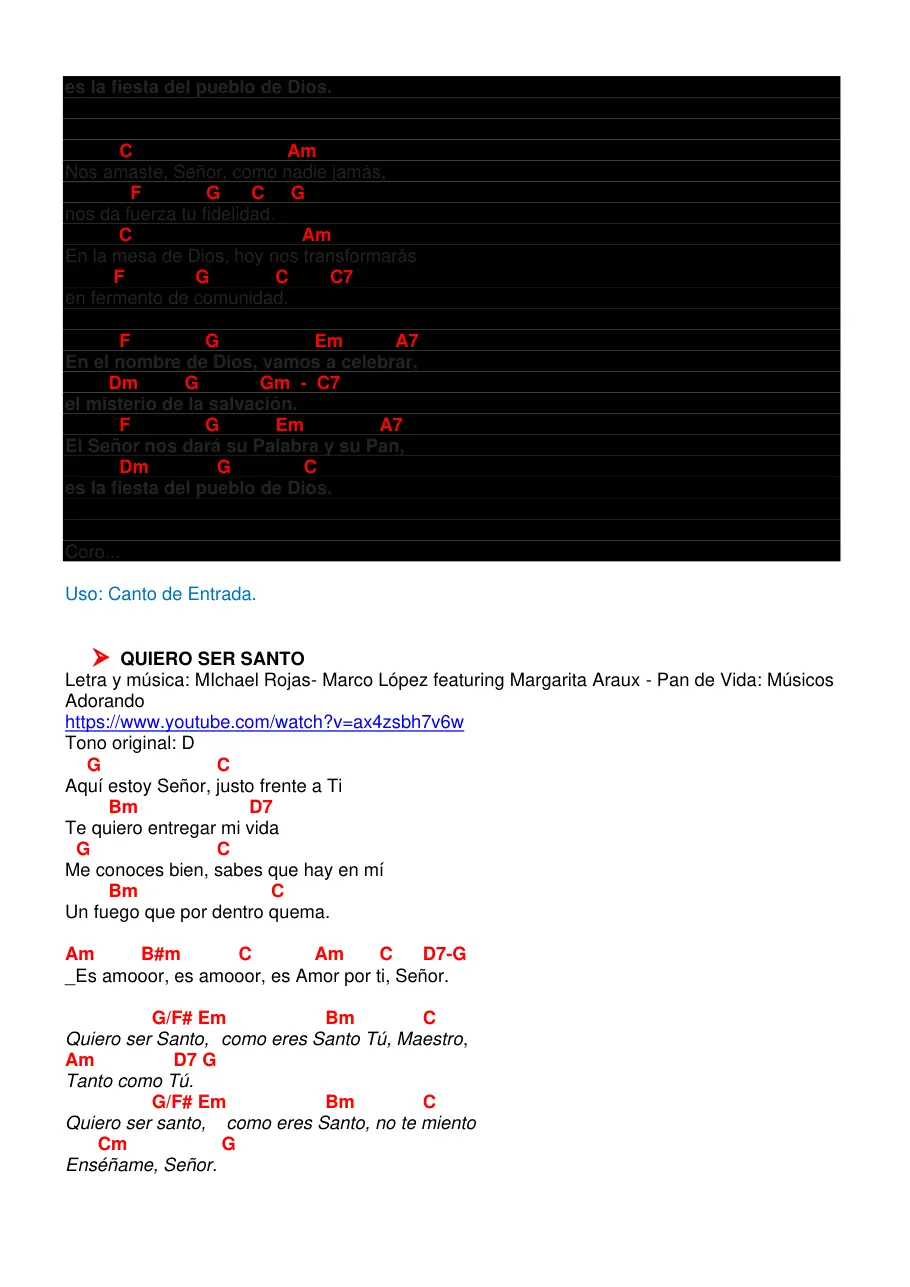 es la fiesta del pueblo de Dios.
C Am
Nos amaste, Señor, como nadie jamás,
F G C G
nos da fuerza tu fidelidad.
C Am
En la mesa de Dios, hoy nos transformarás
F G C C7
en fermento de comunidad.
F G Em A7
En el nombre de Dios, vamos a celebrar,
Dm G Gm - C7
el misterio de la salvación.
F G Em A7
El Señor nos dará su Palabra y su Pan,
Dm G C
es la fiesta del pueblo de Dios.
Coro...
Uso: Canto de Entrada.
➢ QUIERO SER SANTO
Letra y música: MIchael Rojas- Marco López featuring Margarita Araux - Pan de Vida: Músicos
Adorando
https://www.youtube.com/watch?v=ax4zsbh7v6w
Tono original: D
G C
Aquí estoy Señor, justo frente a Ti
Bm D7
Te quiero entregar mi vida
G C
Me conoces bien, sabes que hay en mí
Bm C
Un fuego que por dentro quema.
Am B#m C Am C D7-G
_Es amooor, es amooor, es Amor por ti, Señor.
G/F# Em Bm C
Quiero ser Santo, como eres Santo Tú, Maestro,
Am D7 G
Tanto como Tú.
G/F# Em Bm C
Quiero ser santo, como eres Santo, no te miento
Cm G
Enséñame, Señor.